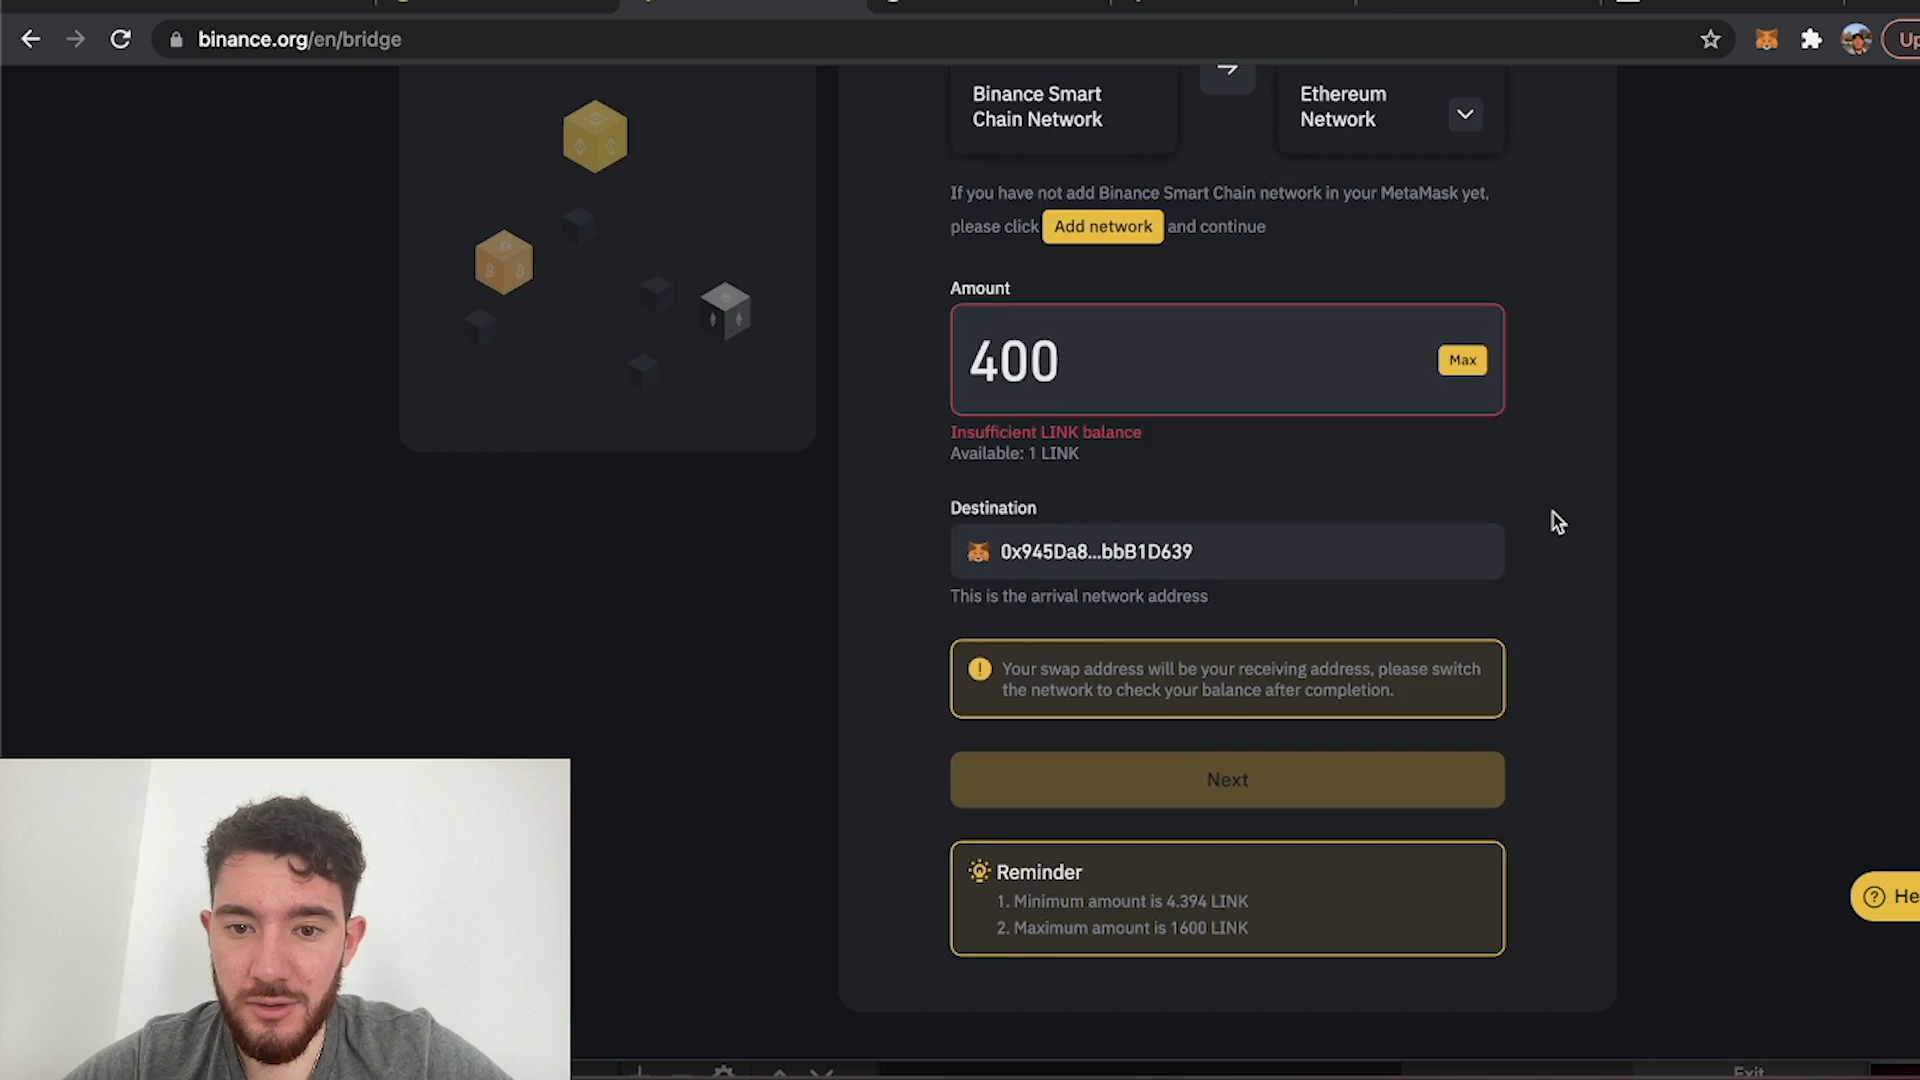 binance.org/en/bridge
Up
Binance Smart
Chain Network
Ethereum
Network
If you have not add Binance Smart Chain network in your MetaMask yet,
please click Add network and continue
Amount
400
Max
Insufficient LINK balance
Available: 1 LINK
Destination
0x945Da8...bbB1D639
This is the arrival network address
Your swap address will be your receiving address, please switch
the network to check your balance after completion.
Next
Reminder
1. Minimum amount is 4.394 LINK
2. Maximum amount is 1600 LINK
He
Exit